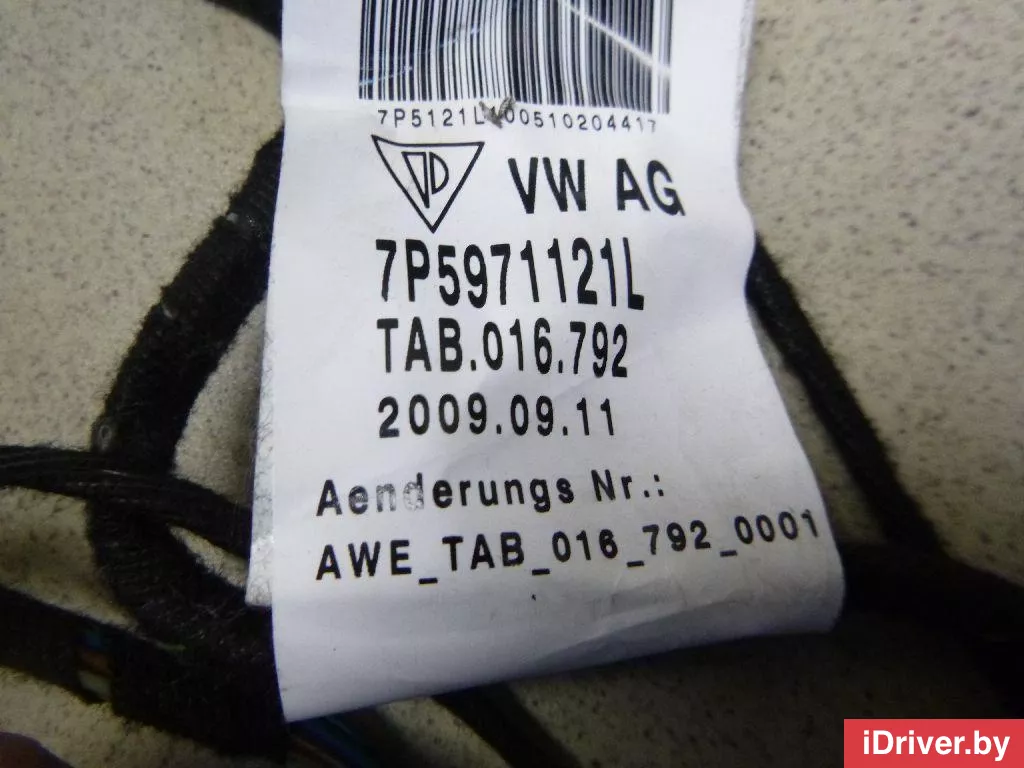 7P5121L 00510204417
VW AG
7P5971121L
TAB.016.792
2009.09.11
Aenderungs Nr.:
AWE_TAB_016_792_0001
iDriver.by